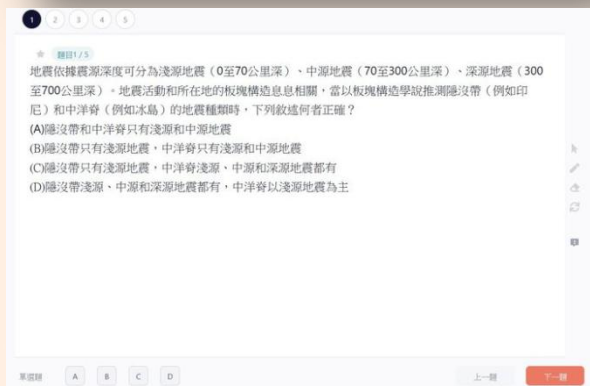 1 2 3 4 5
題目1/5
地震依據震源深度可分為淺源地震（0至70公里深）、中源地震（70至300公里深）、深源地震（300
至700公里深）。地震活動和所在地的板塊構造息息相關，當以板塊構造學說推測隱沒帶（例如印
尼）和中洋脊（例如冰島）的地震種類時，下列敘述何者正確？
(A)隱沒帶和中洋脊只有淺源和中源地震
(B)隱沒帶只有淺源地震，中洋脊只有淺源和中源地震
(C)隱沒帶只有淺源地震，中洋脊淺源、中源和深源地震都有
(D)隱沒帶淺源、中源和深源地震都有，中洋脊以淺源地震為主
單選題 A B C D 上一題 下一題